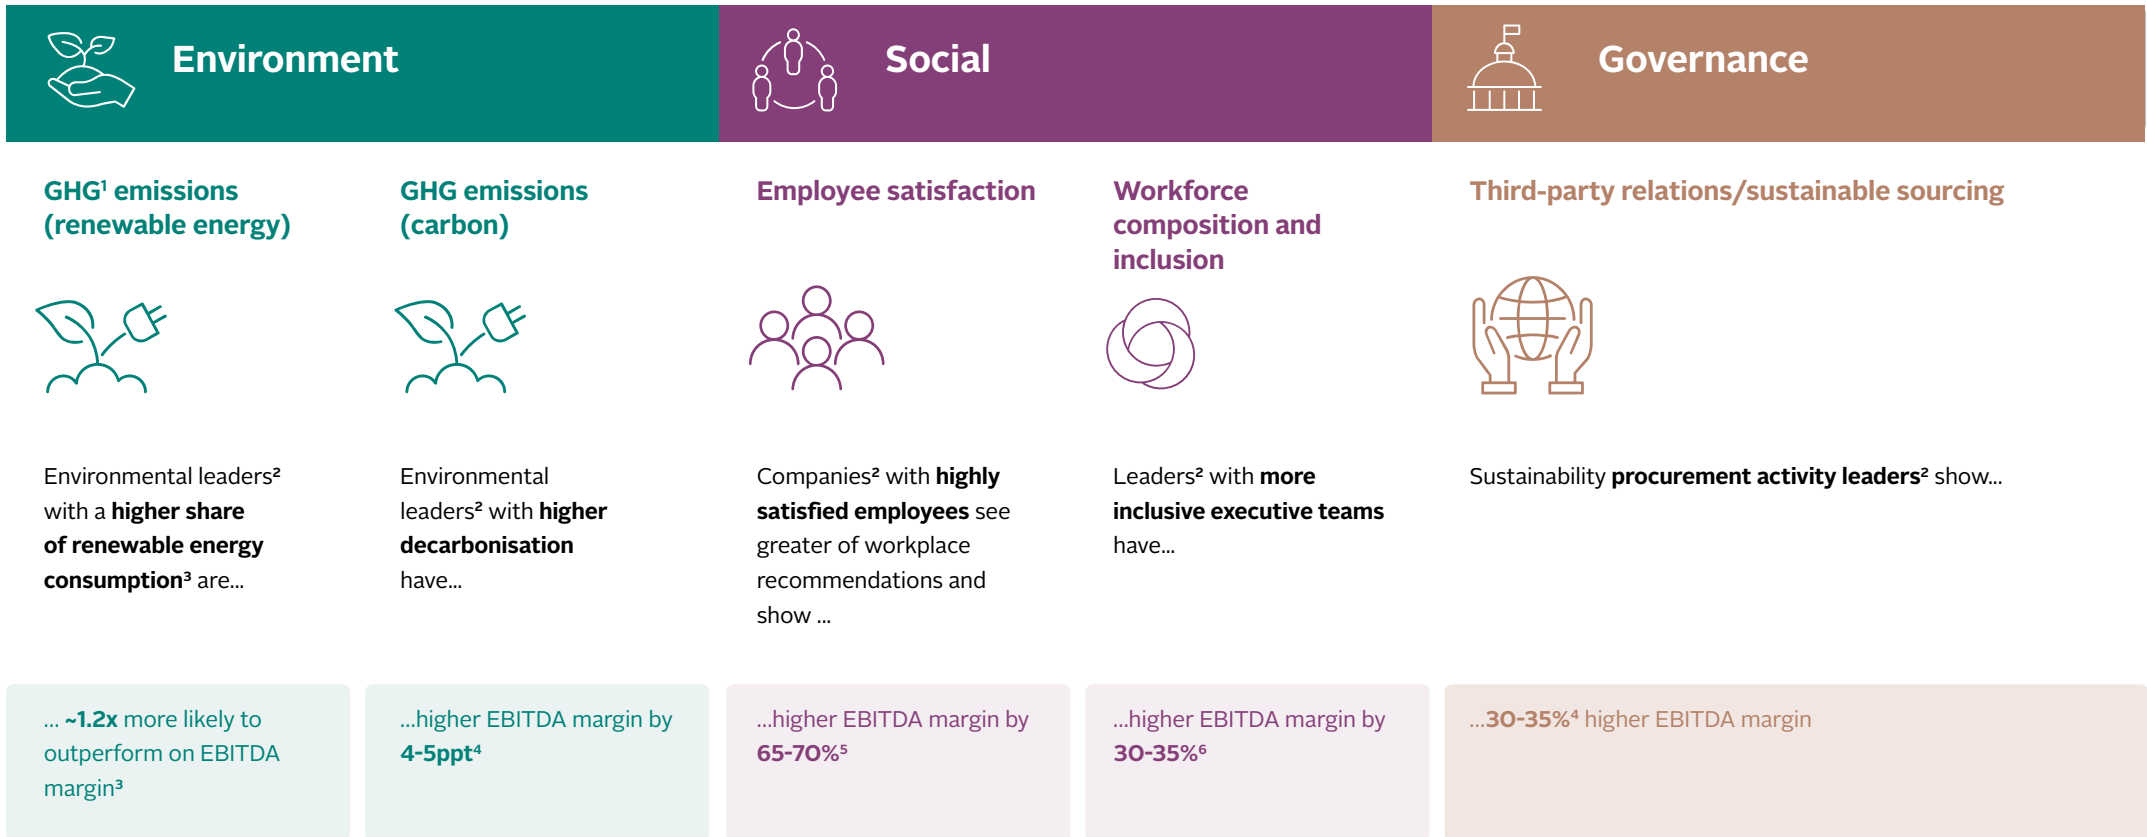 Environment
Social
Governance
GHG¹ emissions
(renewable energy)
GHG emissions
(carbon)
Employee satisfaction
Workforce
composition and
inclusion
Third-party relations/sustainable sourcing
Environmental leaders²
with a higher share
of renewable energy
consumption³ are...
Environmental
leaders² with higher
decarbonisation
have...
Companies² with highly
satisfied employees see
greater of workplace
recommendations and
show ...
Leaders² with more
inclusive executive teams
have...
Sustainability procurement activity leaders² show...
... ~1.2x more likely to
outperform on EBITDA
margin³
...higher EBITDA margin by
4-5ppt⁴
...higher EBITDA margin by
65-70%⁵
...higher EBITDA margin by
30-35%⁶
...30-35%⁴ higher EBITDA margin